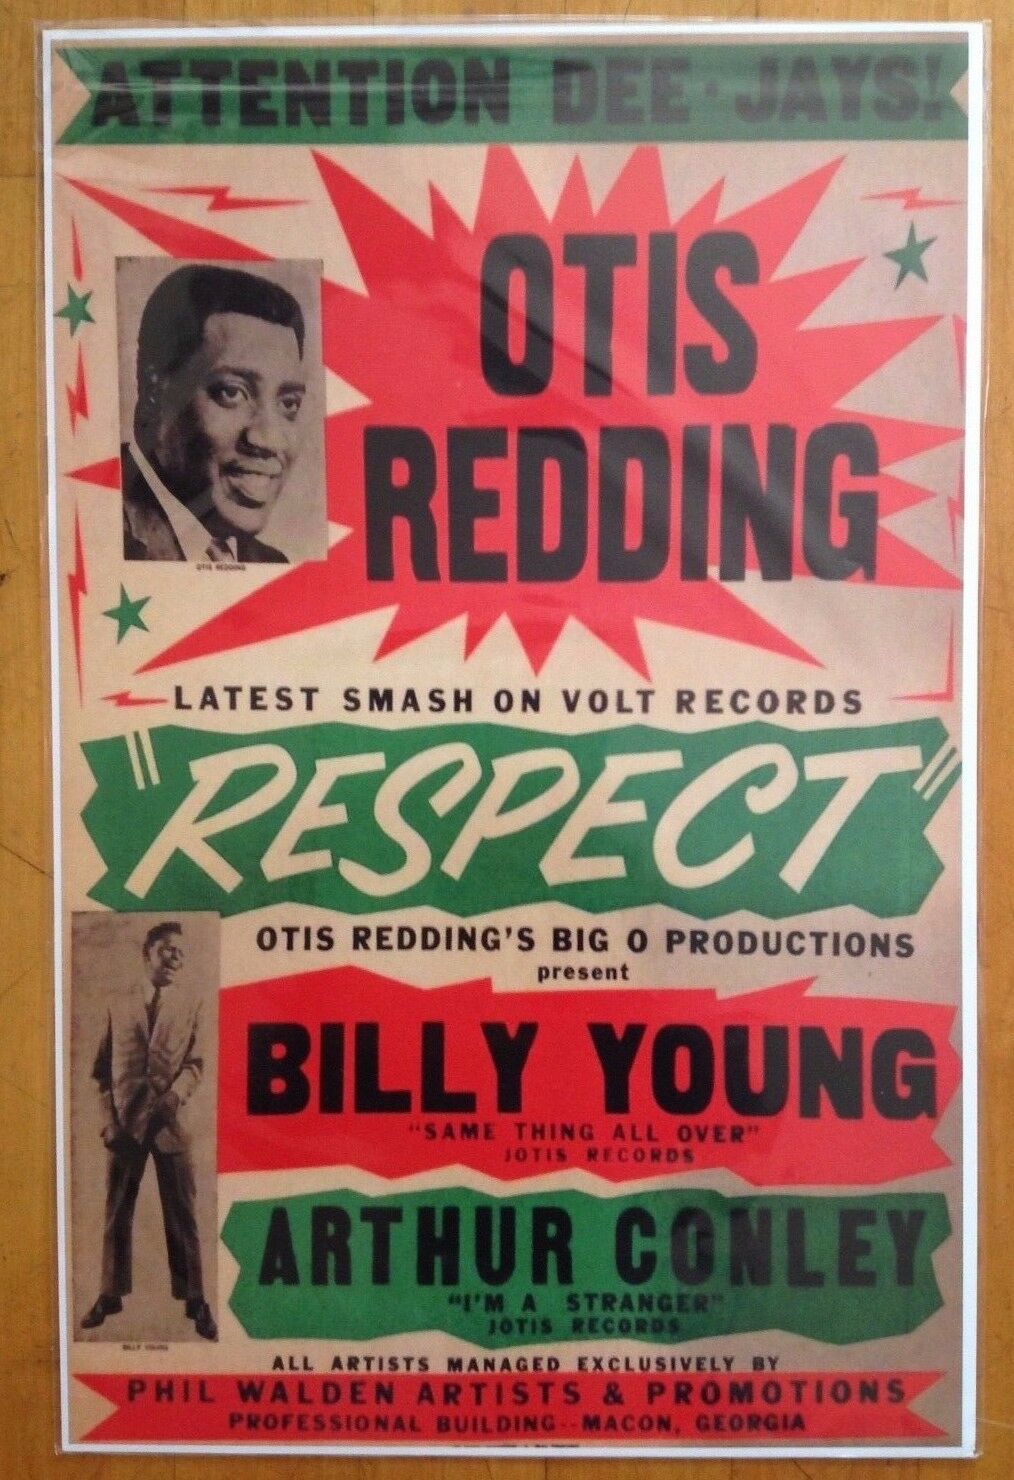 ATTENTION DEE-JAYS!
OTIS
REDDING
OTIS REDDING
LATEST SMASH ON VOLT RECORDS
"RESPECT"
OTIS REDDING'S BIG O PRODUCTIONS
present
BILLY YOUNG
"SAME THING ALL OVER"
JOTIS RECORDS
ARTHUR CONLEY
"I'M A STRANGER"
JOTIS RECORDS
BILLY YOUNG
ALL ARTISTS MANAGED EXCLUSIVELY BY
PHIL WALDEN ARTISTS & PROMOTIONS
PROFESSIONAL BUILDING--MACON, GEORGIA